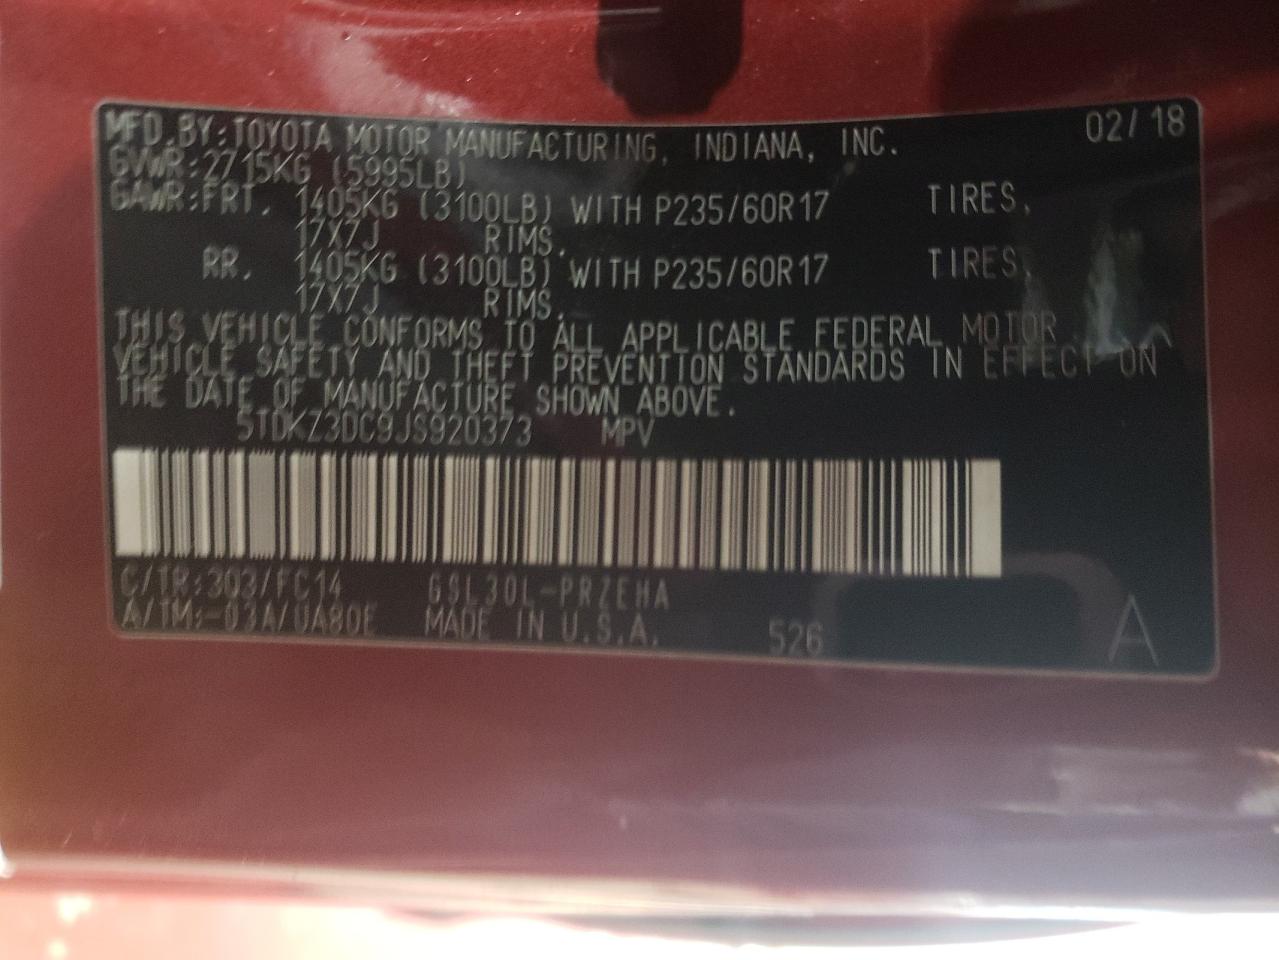 MFD.BY:TOYOTA MOTOR MANUFACTURING, INDIANA, INC. 02/18
GVWR:2715KG (5995LB)
GAWR:FRT. 1405KG (3100LB) WITH P235/60R17 TIRES,
17X7J RIMS.
RR. 1405KG (3100LB) WITH P235/60R17 TIRES,
17X7J RIMS.
THIS VEHICLE CONFORMS TO ALL APPLICABLE FEDERAL MOTOR
VEHICLE SAFETY AND THEFT PREVENTION STANDARDS IN EFFECT ON
THE DATE OF MANUFACTURE SHOWN ABOVE.
5TDKZ3DC9JS920373 MPV
C/TR:3Q3/FC14 GSL30L-PRZEHA
A/TM:-03A/UA80E MADE IN U.S.A. 526 A